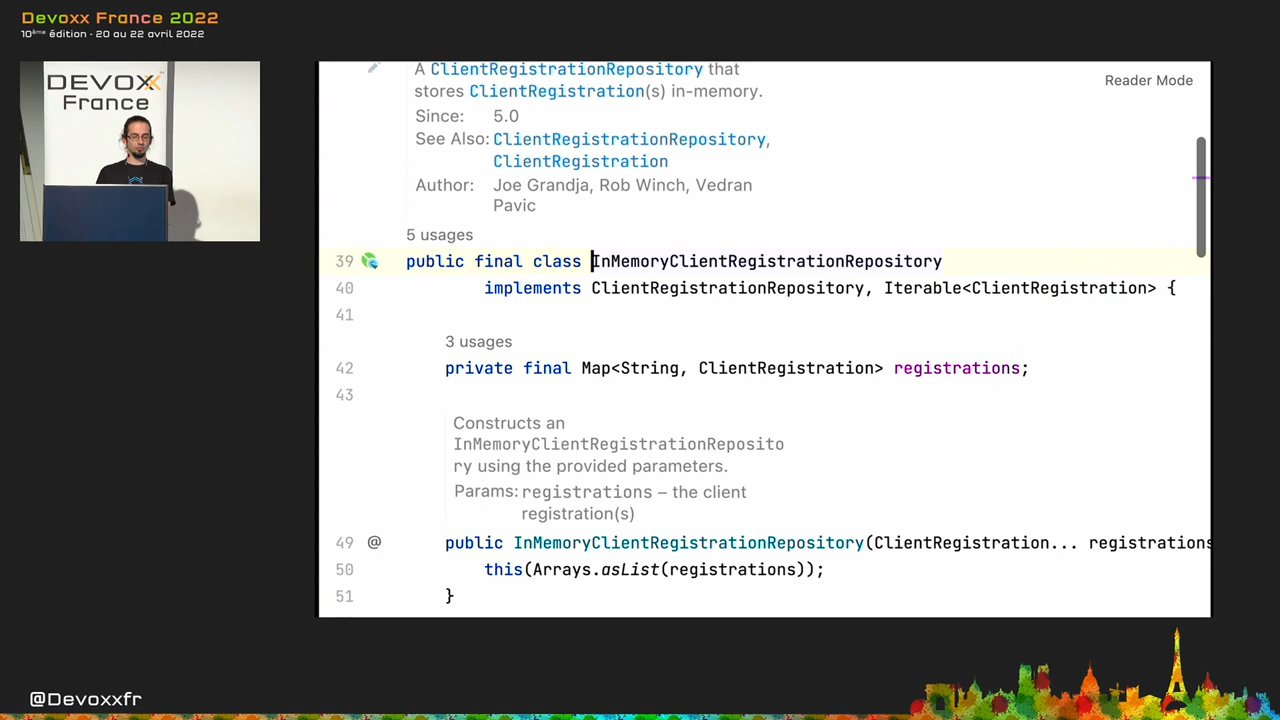 Devoxx France 2022
10ème édition · 20 au 22 avril 2022
DEVOXX
France
A ClientRegistrationRepository that
stores ClientRegistration(s) in-memory.
Reader Mode
Since: 5.0
See Also: ClientRegistrationRepository,
ClientRegistration
Author: Joe Grandja, Rob Winch, Vedran
Pavic
5 usages
39 public final class InMemoryClientRegistrationRepository
40 implements ClientRegistrationRepository, Iterable<ClientRegistration> {
41
3 usages
42 private final Map<String, ClientRegistration> registrations;
43
Constructs an
InMemoryClientRegistrationReposito
ry using the provided parameters.
Params: registrations – the client
registration(s)
49 @ public InMemoryClientRegistrationRepository(ClientRegistration... registrations
50 this(Arrays.asList(registrations));
51 }
@Devoxxfr